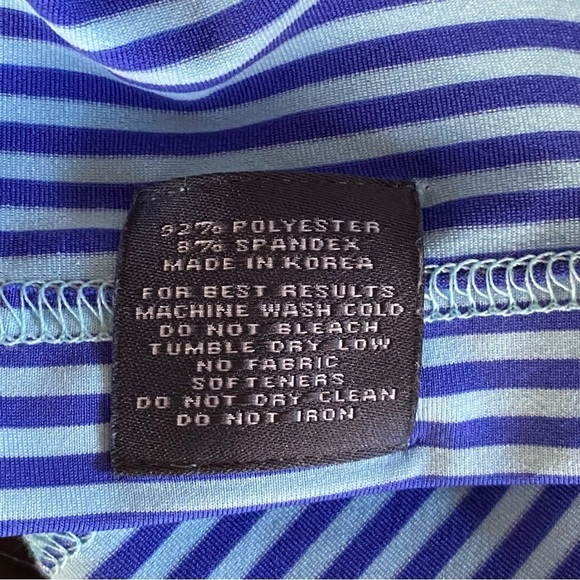 92% POLYESTER
8% SPANDEX
MADE IN KOREA
FOR BEST RESULTS
MACHINE WASH COLD
DO NOT BLEACH
TUMBLE DRY LOW
NO FABRIC
SOFTENERS
DO NOT DRY CLEAN
DO NOT IRON